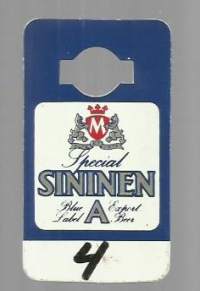 M
Special
SININEN
Blue A Export
Label Beer
4